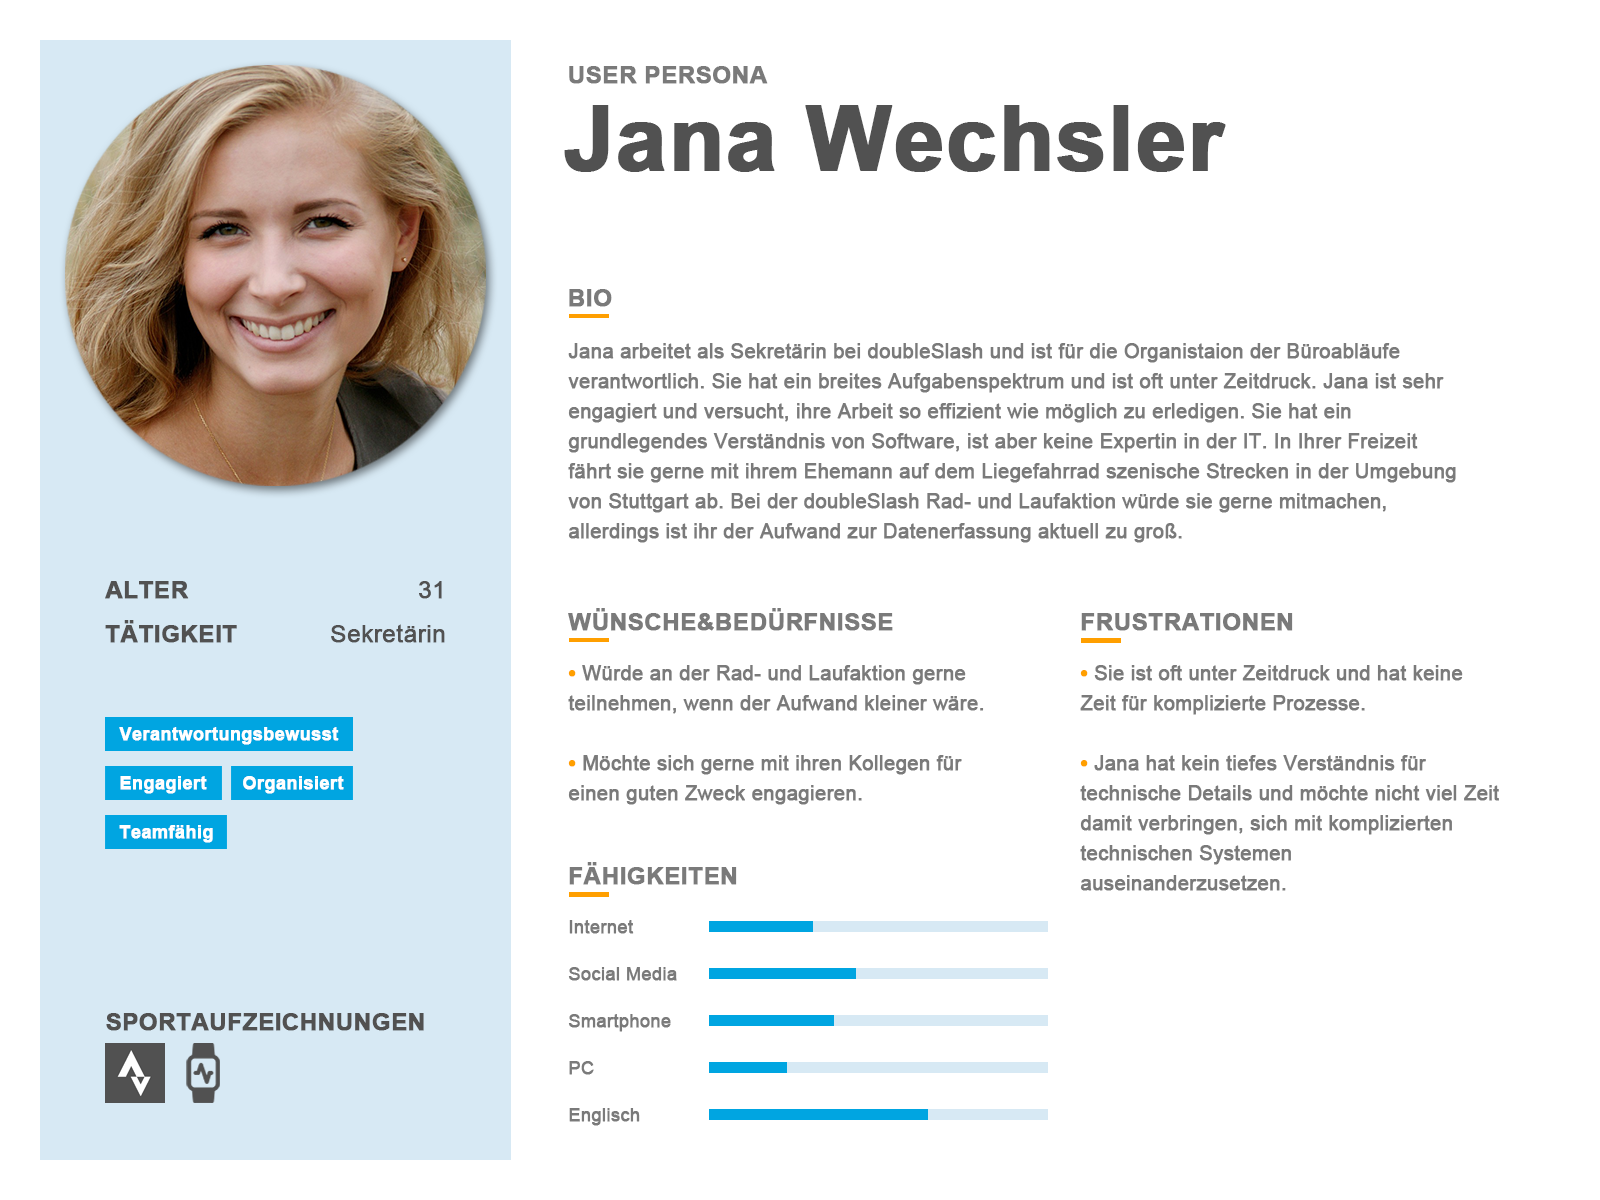 USER PERSONA
Jana Wechsler
BIO
Jana arbeitet als Sekretärin bei doubleSlash und ist für die Organistaion der Büroabläufe
verantwortlich. Sie hat ein breites Aufgabenspektrum und ist oft unter Zeitdruck. Jana ist sehr
engagiert und versucht, ihre Arbeit so effizient wie möglich zu erledigen. Sie hat ein
grundlegendes Verständnis von Software, ist aber keine Expertin in der IT. In Ihrer Freizeit
fährt sie gerne mit ihrem Ehemann auf dem Liegefahrrad szenische Strecken in der Umgebung
von Stuttgart ab. Bei der doubleSlash Rad- und Laufaktion würde sie gerne mitmachen,
allerdings ist ihr der Aufwand zur Datenerfassung aktuell zu groß.
ALTER 31
TÄTIGKEIT Sekretärin
Verantwortungsbewusst
Engagiert Organisiert
Teamfähig
SPORTAUFZEICHNUNGEN
WÜNSCHE&BEDÜRFNISSE
• Würde an der Rad- und Laufaktion gerne
teilnehmen, wenn der Aufwand kleiner wäre.
• Möchte sich gerne mit ihren Kollegen für
einen guten Zweck engagieren.
FRUSTRATIONEN
• Sie ist oft unter Zeitdruck und hat keine
Zeit für komplizierte Prozesse.
• Jana hat kein tiefes Verständnis für
technische Details und möchte nicht viel Zeit
damit verbringen, sich mit komplizierten
technischen Systemen
auseinanderzusetzen.
FÄHIGKEITEN
Internet
Social Media
Smartphone
PC
Englisch